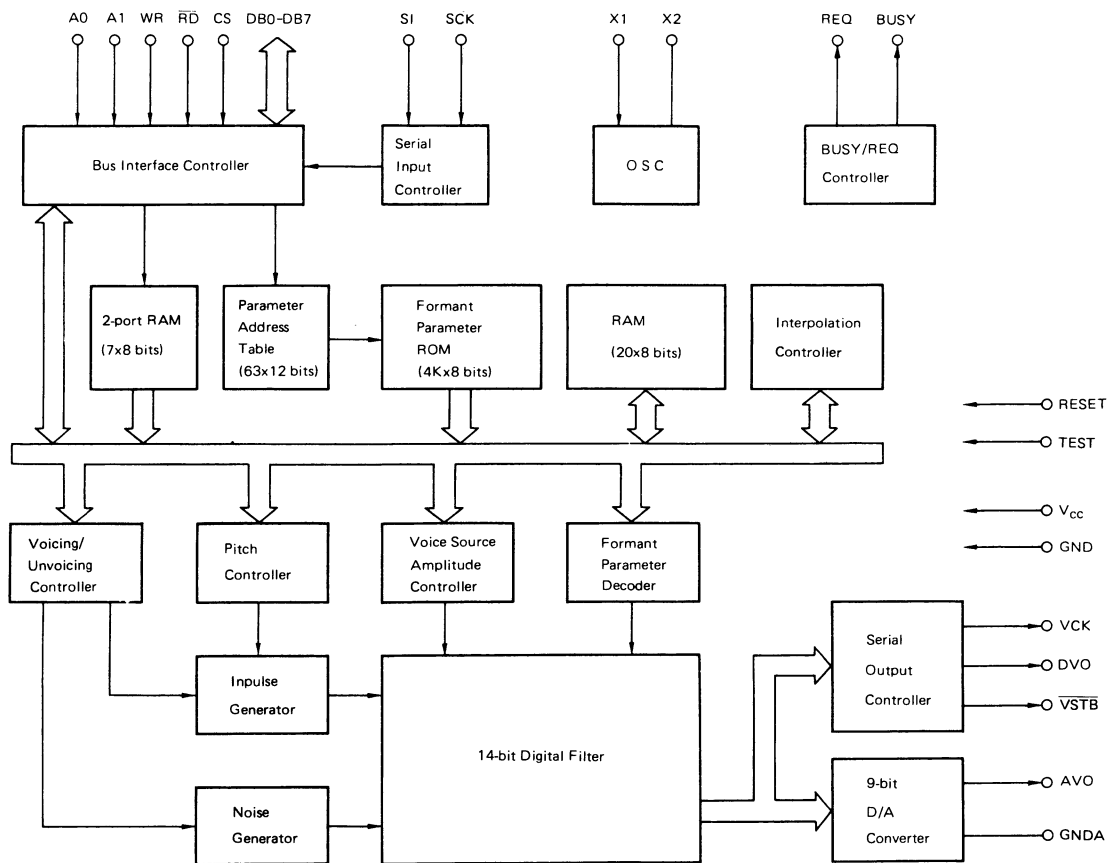 A0 A1 WR R̅D̅ CS DB0-DB7 SI SCK X1 X2 REQ BUSY
Bus Interface Controller
Serial
Input
Controller
OSC
BUSY/REQ
Controller
2-port RAM
(7x8 bits)
Parameter
Address
Table
(63x12 bits)
Formant
Parameter
ROM
(4Kx8 bits)
RAM
(20x8 bits)
Interpolation
Controller
RESET
TEST
VCC
GND
Voicing/
Unvoicing
Controller
Pitch
Controller
Voice Source
Amplitude
Controller
Formant
Parameter
Decoder
Inpulse
Generator
Noise
Generator
14-bit Digital Filter
Serial
Output
Controller
VCK
DVO
V̅S̅T̅B̅
9-bit
D/A
Converter
AVO
GNDA